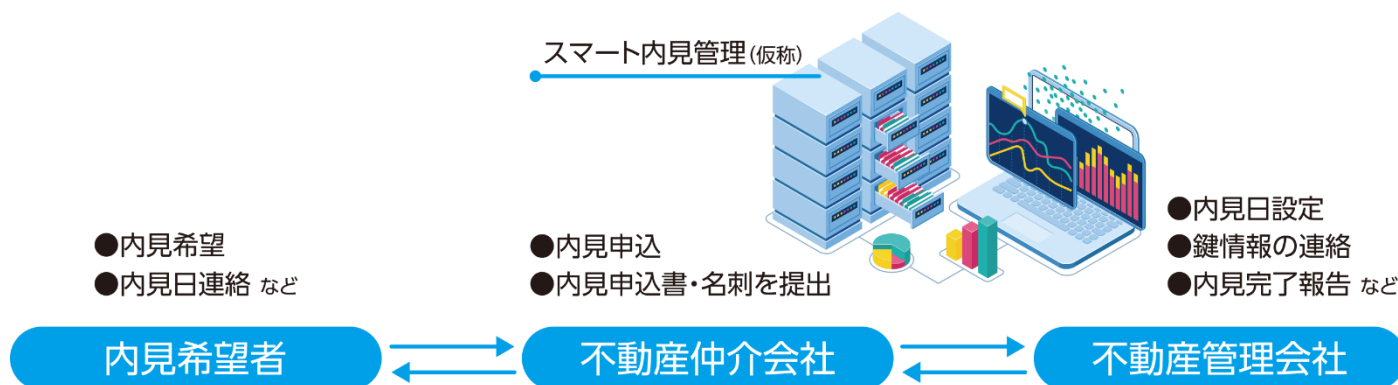 スマート内見管理(仮称)
●内見希望
●内見日連絡 など
●内見申込
●内見申込書・名刺を提出
●内見日設定
●鍵情報の連絡
●内見完了報告 など
内見希望者
不動産仲介会社
不動産管理会社